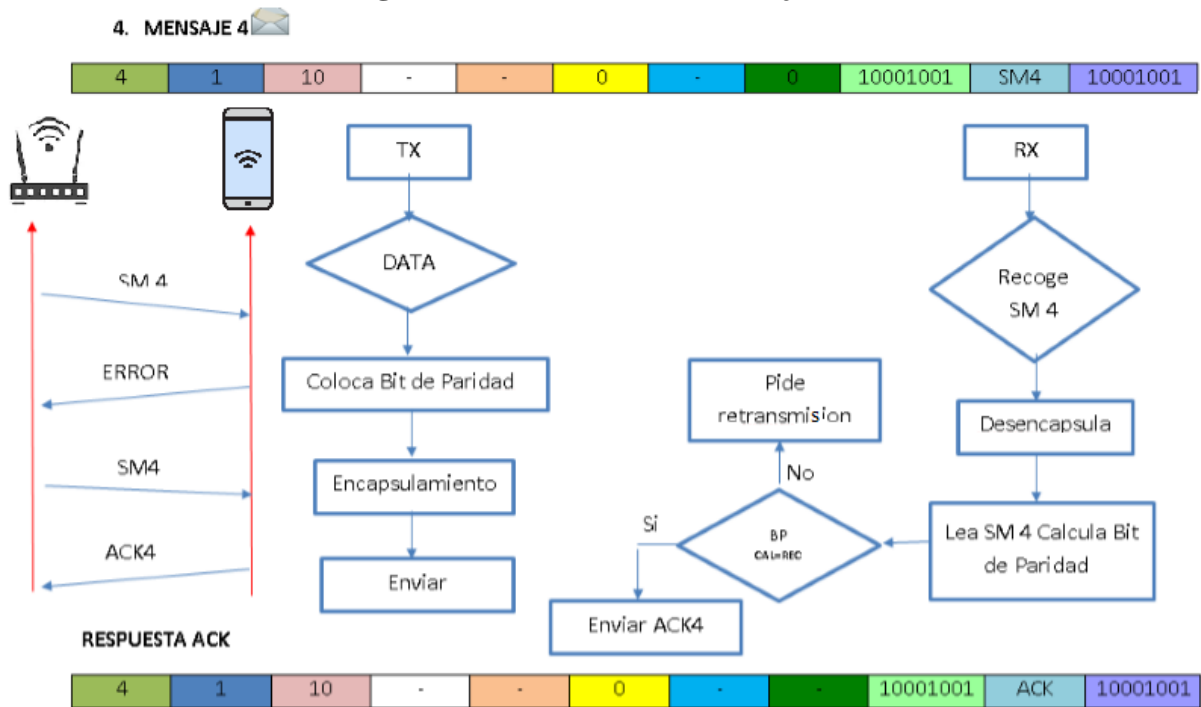 4. MENSAJE 4
4 1 10 - - 0 - 0 10001001 SM4 10001001
TX
RX
DATA
Recoge
SM 4
SM 4
ERROR
SM4
ACK4
Coloca Bit de Paridad
Encapsulamiento
Enviar
Pide
retransmision
No
Si
BP
CAL=REC
Enviar ACK4
Desencapsula
Lea SM 4 Calcula Bit
de Paridad
RESPUESTA ACK
4 1 10 - - 0 - - 10001001 ACK 10001001